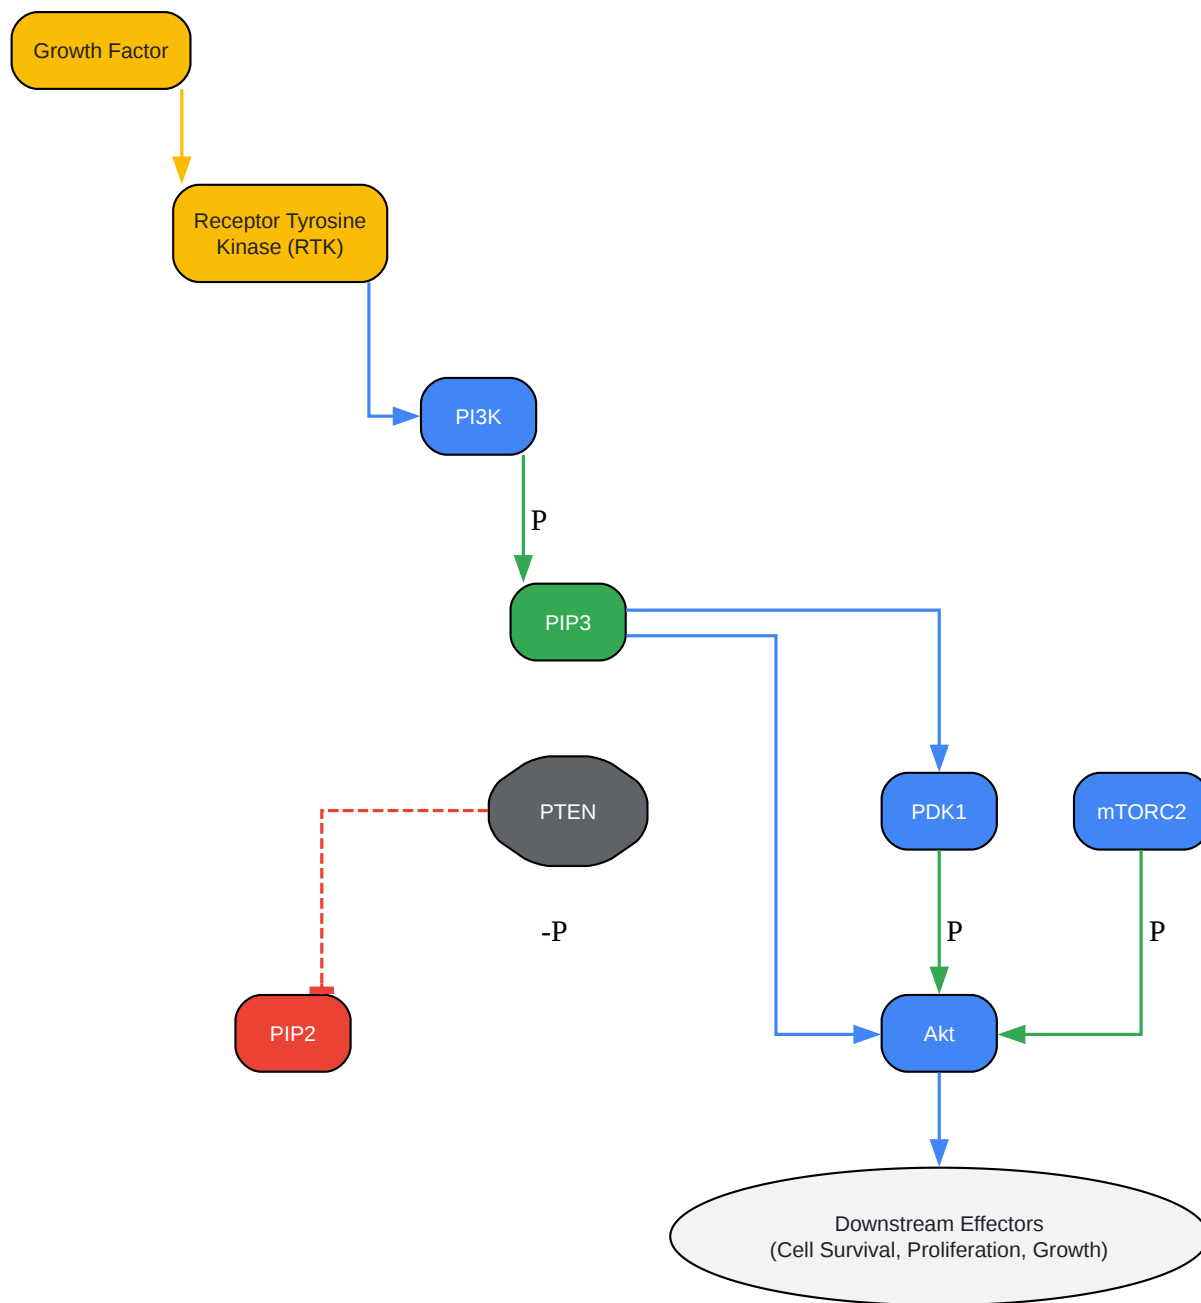 Growth Factor
Receptor Tyrosine
Kinase (RTK)
PI3K
P
PIP3
PTEN
PDK1
mTORC2
-P
P
P
PIP2
Akt
Downstream Effectors
(Cell Survival, Proliferation, Growth)